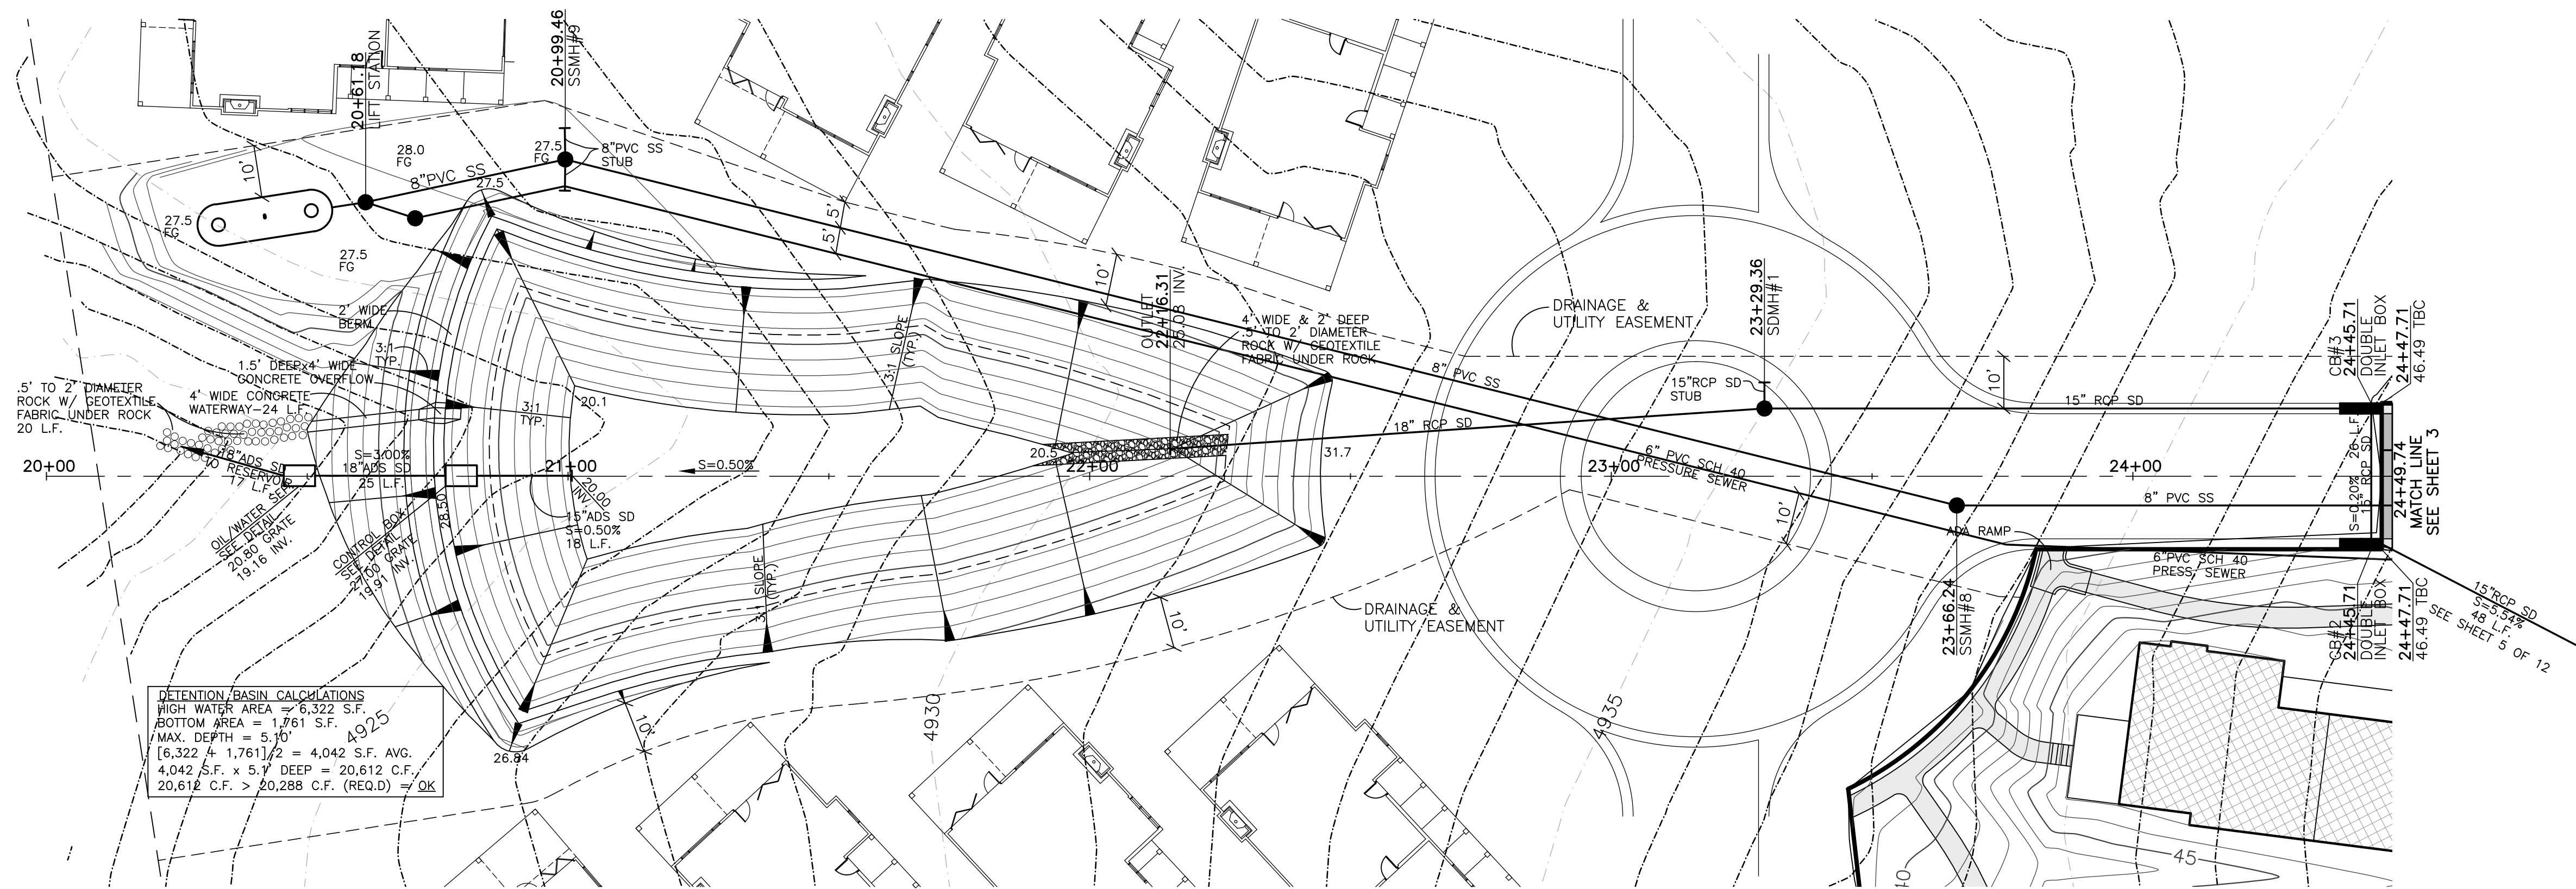 20+61.18
LIFT STATION
20+99.46
SSMH#9
28.0
FG
27.5
FG
8"PVC SS
STUB
8"PVC SS
27.5
10'
27.5
FG
27.5
FG
5'
5'
10'
2' WIDE
BERM
3:1
TYP.
1.5' DEEPx4' WIDE
CONCRETE OVERFLOW
.5' TO 2' DIAMETER
ROCK W/ GEOTEXTILE
FABRIC UNDER ROCK
20 L.F.
4' WIDE CONCRETE
WATERWAY-24 L.F.
3:1
TYP.
20.1
3:1 SLOPE
(TYP.)
OUTLET
22+16.31
25.08 INV.
4' WIDE & 2' DEEP
.5' TO 2' DIAMETER
ROCK W/ GEOTEXTILE
FABRIC UNDER ROCK
DRAINAGE &
UTILITY EASEMENT
23+29.36
SDMH#1
15"RCP SD
STUB
8" PVC SS
18" RCP SD
15" RCP SD
10'
CB#3
24+45.71
DOUBLE
INLET BOX
24+47.71
46.49 TBC
20+00
18"ADS SD
TO RESERVOIR
17 L.F.
S=3.00%
18"ADS SD
25 L.F.
21+00
S=0.50%
20.5
22+00
31.7
6" PVC SCH 40
PRESSURE SEWER
23+00
24+00
S=0.20% 26 L.F.
15" RCP SD
24+49.74
MATCH LINE
SEE SHEET 3
8" PVC SS
OIL/WATER
SEP.
SEE DETAIL
20.80 GRATE
19.16 INV.
CONTROL BOX
SEE DETAIL
27.00 GRATE
19.91 INV.
28.50
20.00
INV.
15"ADS SD
S=0.50%
18 L.F.
3:1 SLOPE
(TYP.)
10'
10'
ADA RAMP
6"PVC SCH 40
PRESS SEWER
DRAINAGE &
UTILITY EASEMENT
23+66.24
SSMH#8
CB#2
24+45.71
DOUBLE
INLET BOX
24+47.71
46.49 TBC
15"RCP SD
S=5.54%
48 L.F.
SEE SHEET 5 OF 12
DETENTION BASIN CALCULATIONS
HIGH WATER AREA = 6,322 S.F.
BOTTOM AREA = 1,761 S.F.
MAX. DEPTH = 5.10'
[6,322 + 1,761]/2 = 4,042 S.F. AVG.
4,042 S.F. x 5.1' DEEP = 20,612 C.F.
20,612 C.F. > 20,288 C.F. (REQ.D) = OK
4925
26.84
10'
4930
4935
40
45